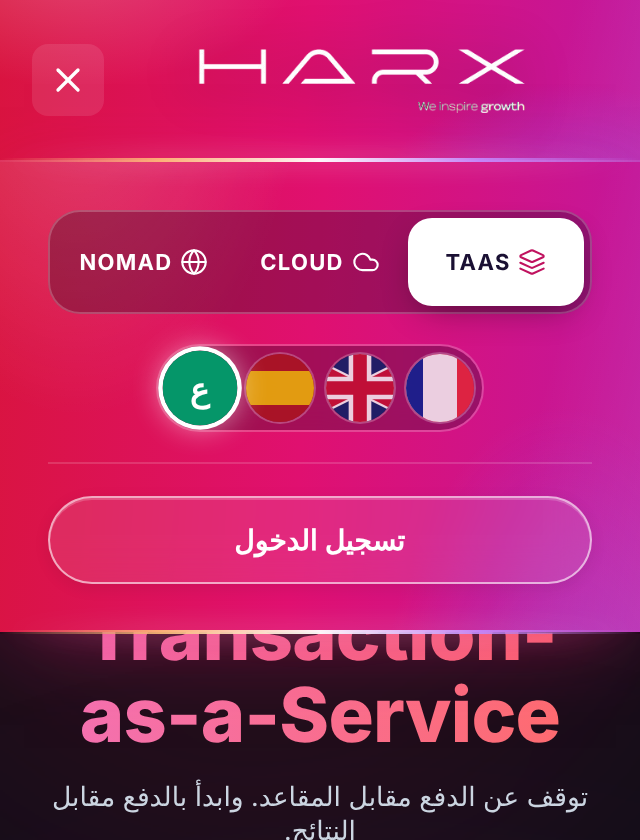 HARX
We inspire growth
NOMAD
CLOUD
TAAS
ع
تسجيل الدخول
Transaction-
as-a-Service
توقف عن الدفع مقابل المقاعد. وابدأ بالدفع مقابل
النتائج.